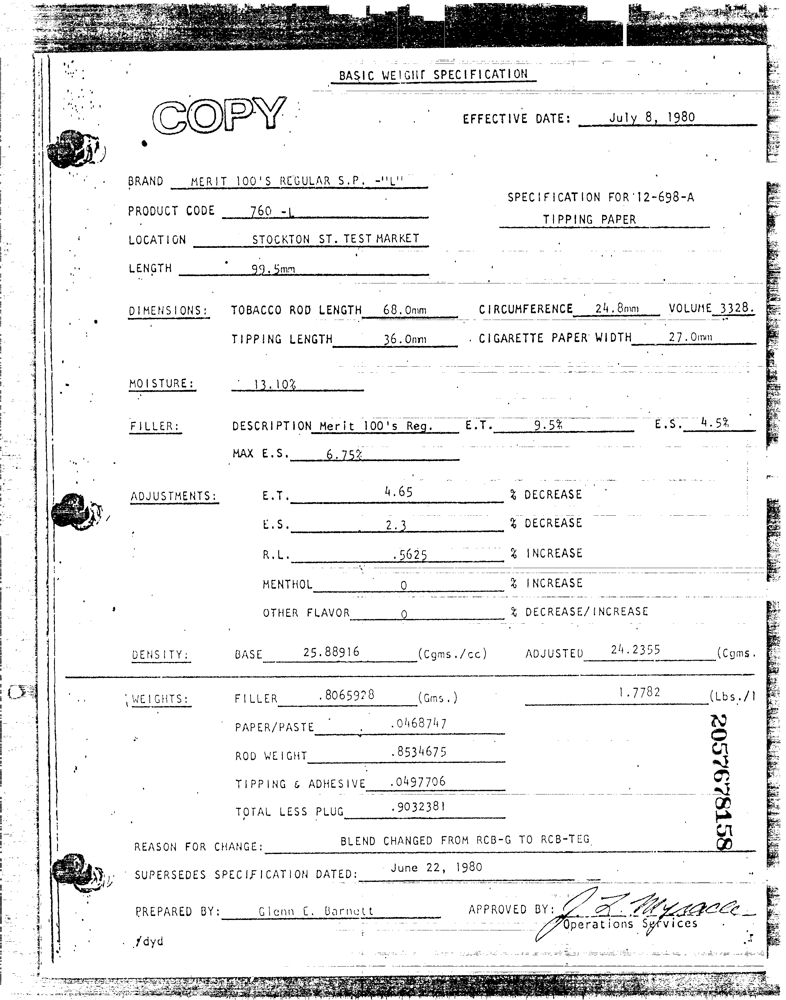 BASIC WEIGHT SPECIFICATION
COPY
EFFECTIVE DATE: July 8, 1980
BRAND MERIT 100'S REGULAR S.P. -"L"
SPECIFICATION FOR 12-698-A
PRODUCT CODE 760 -L
TIPPING PAPER
LOCATION STOCKTON ST. TEST MARKET
LENGTH 99.5mm
DIMENSIONS: TOBACCO ROD LENGTH 68.0mm CIRCUMFERENCE 24.8mm VOLUME 3328.
TIPPING LENGTH 36.0mm CIGARETTE PAPER WIDTH 27.0mm
MOISTURE: 13.10%
FILLER: DESCRIPTION Merit 100's Reg. E.T. 9.5% E.S. 4.5%
MAX E.S. 6.75%
ADJUSTMENTS: E.T. 4.65 % DECREASE
E.S. 2.3 % DECREASE
R.L. .5625 % INCREASE
MENTHOL 0 % INCREASE
OTHER FLAVOR 0 % DECREASE/INCREASE
DENSITY: BASE 25.88916 (Cgms./cc) ADJUSTED 24.2355 (Cgms.
WEIGHTS: FILLER .8065928 (Gms.) 1.7782 (Lbs./1
PAPER/PASTE .0468747
ROD WEIGHT .8534675
TIPPING & ADHESIVE .0497706
TOTAL LESS PLUG .9032381
2057678158
REASON FOR CHANGE: BLEND CHANGED FROM RCB-G TO RCB-TEG
SUPERSEDES SPECIFICATION DATED: June 22, 1980
PREPARED BY: Glenn E. Barnett APPROVED BY: J. L.
Operations Services
/dyd